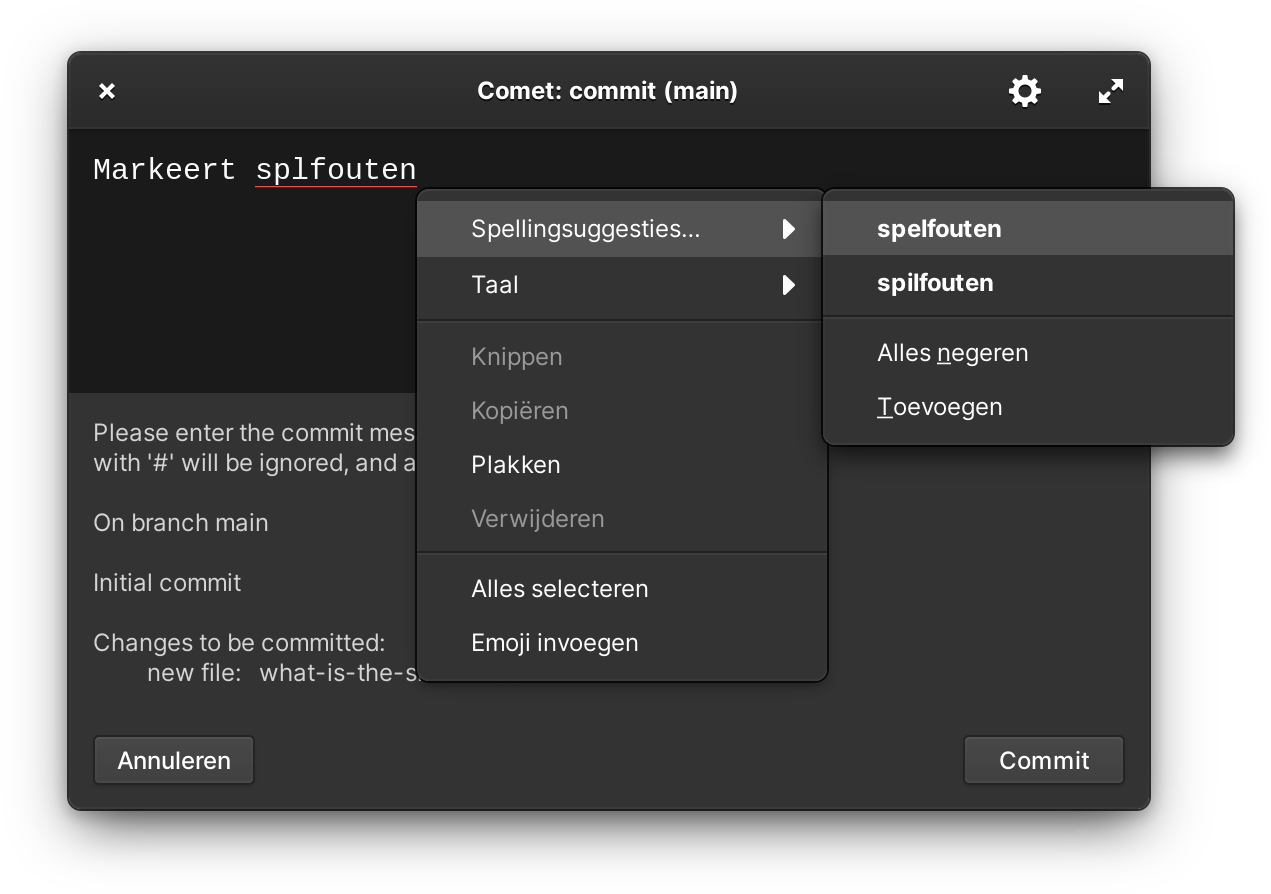 Comet: commit (main)
Markeert splfouten
Spellingsuggesties...
Taal
Knippen
Kopiëren
Plakken
Verwijderen
Alles selecteren
Emoji invoegen
spelfouten
spilfouten
Alles negeren
Toevoegen
Please enter the commit
with '#' will be ignored, and
On branch main
Initial commit
Changes to be committed:
new file: what-is-the-
Annuleren
Commit